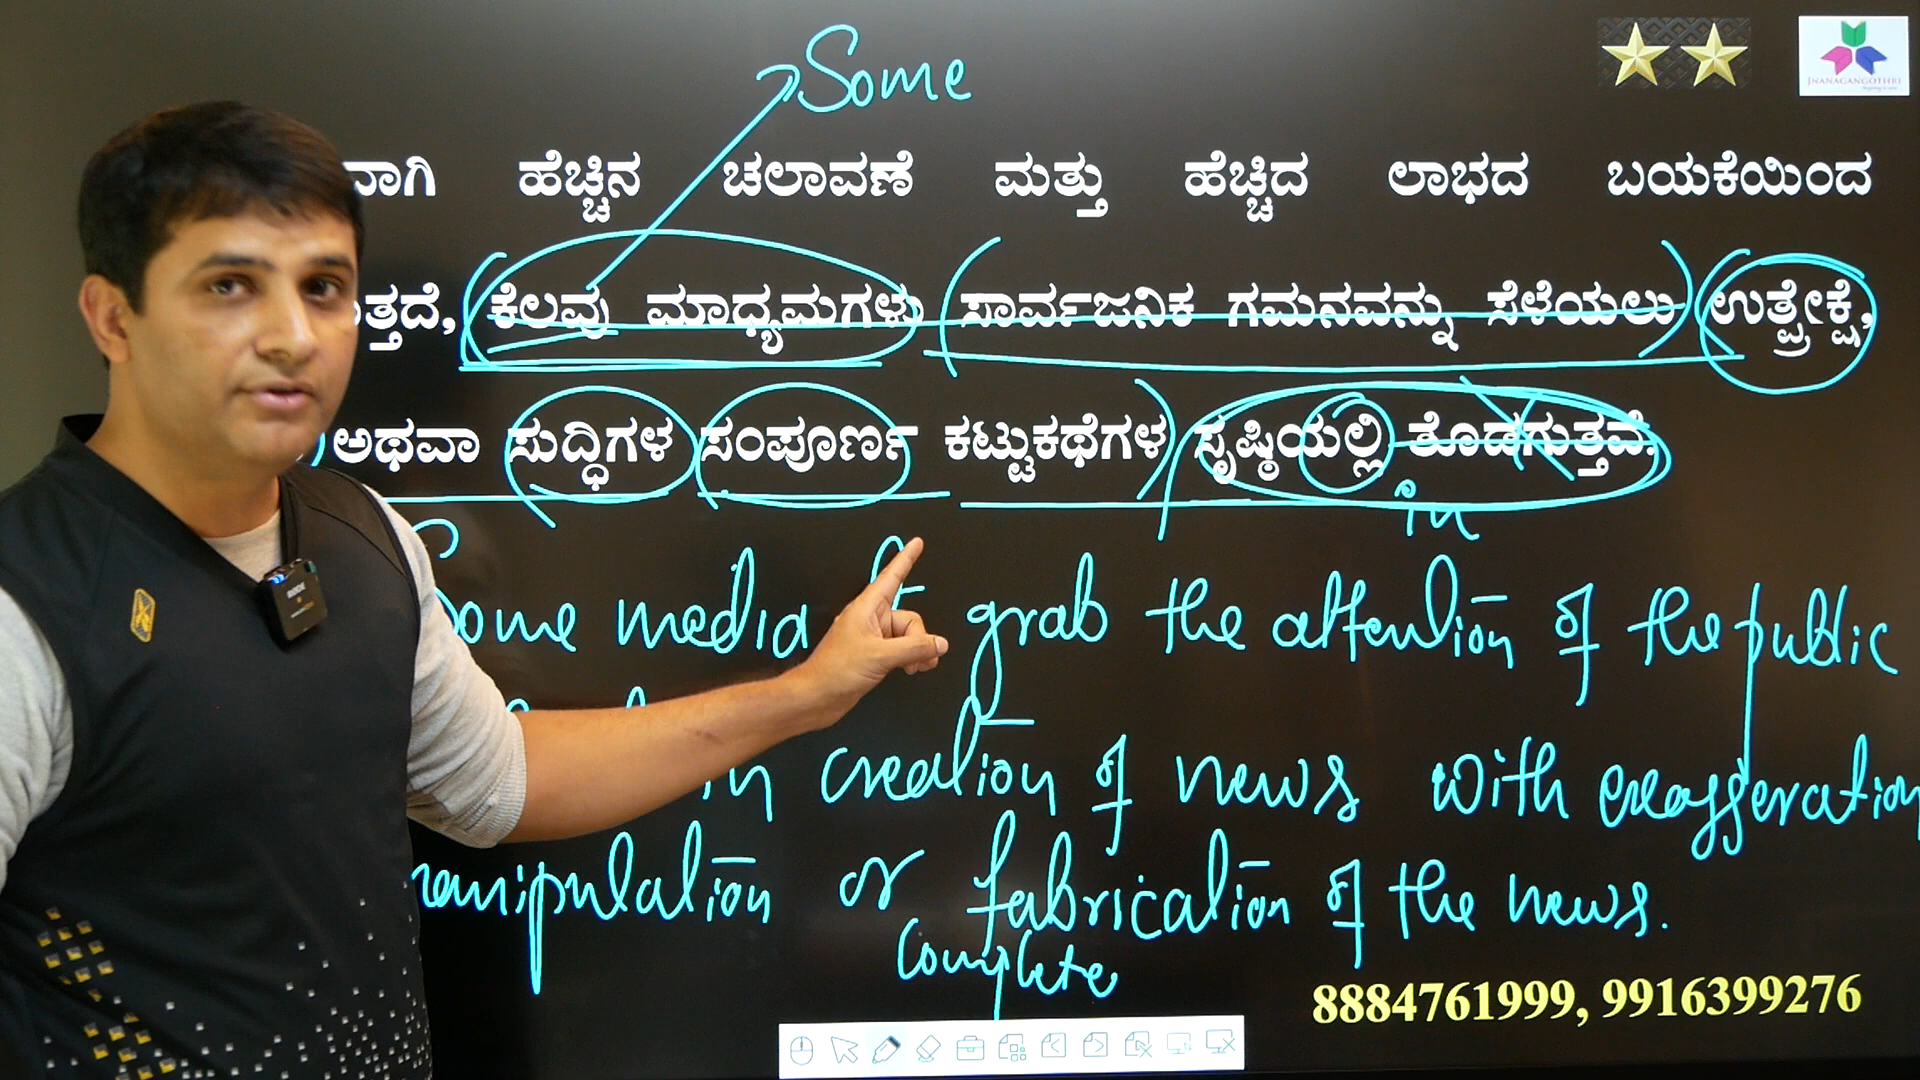 Some
JNANAGANGOTHRI
ವಾಗಿ ಹೆಚ್ಚಿನ ಚಲಾವಣೆ ಮತ್ತು ಹೆಚ್ಚಿದ ಲಾಭದ ಬಯಕೆಯಿಂದ
ತ್ತದೆ, ಕೆಲವು ಮಾಧ್ಯಮಗಳು ಸಾರ್ವಜನಿಕ ಗಮನವನ್ನು ಸೆಳೆಯಲು ಉತ್ಪ್ರೇಕ್ಷೆ,
ಅಥವಾ ಸುದ್ಧಿಗಳ ಸಂಪೂರ್ಣ ಕಟ್ಟುಕಥೆಗಳ ಸೃಷ್ಠಿಯಲ್ಲಿ ತೊಡಗುತ್ತವೆ.
in
Some media grab the attention of the public
in creation of news with exaggeration
manipulation or fabrication of the news.
Complete
8884761999, 9916399276